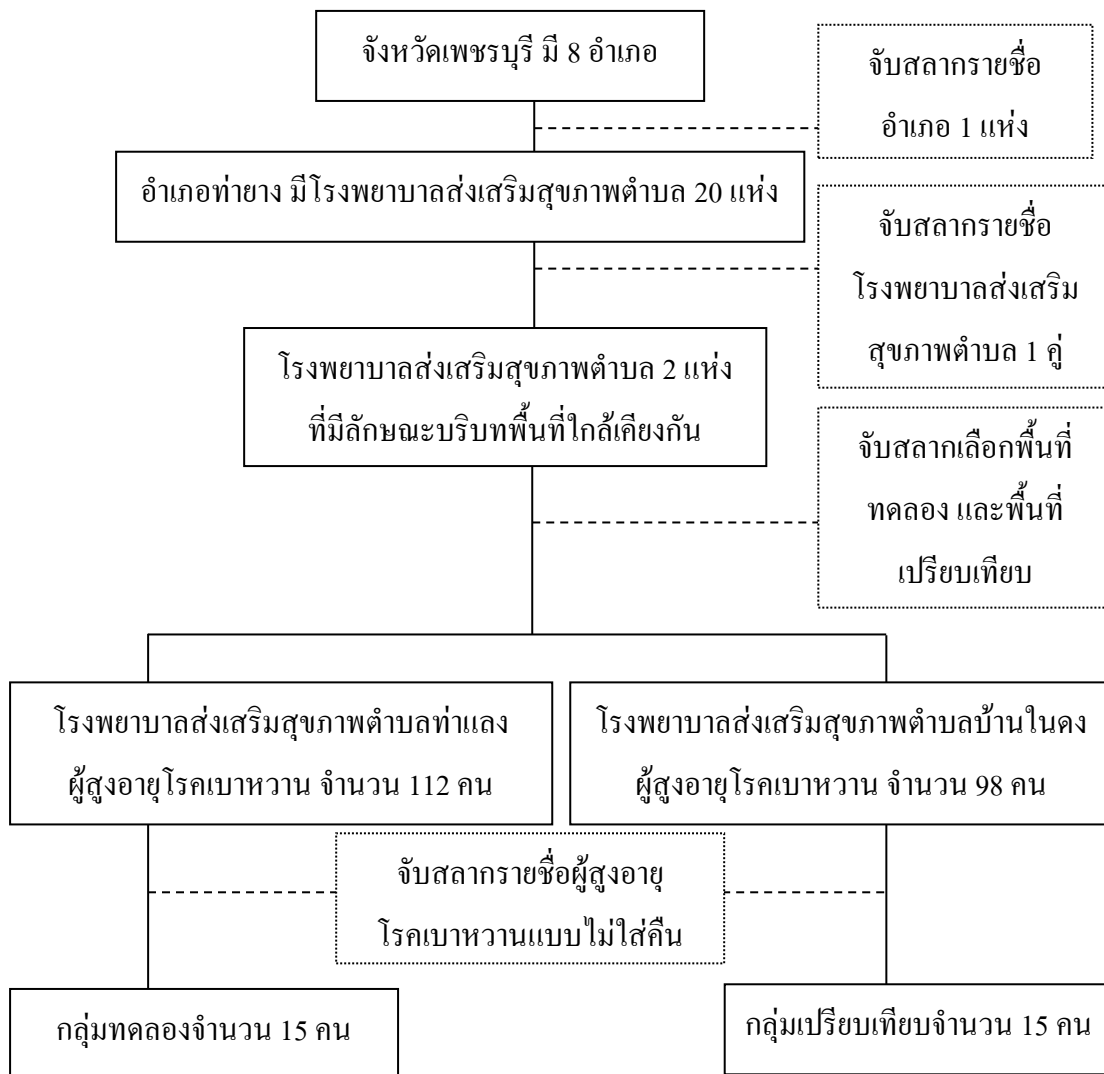 จังหวัดเพชรบุรี มี 8 อำเภอ
จับสลากรายชื่อ
อำเภอ 1 แห่ง
อำเภอท่ายาง มีโรงพยาบาลส่งเสริมสุขภาพตำบล 20 แห่ง
จับสลากรายชื่อ
โรงพยาบาลส่งเสริม
สุขภาพตำบล 1 คู่
โรงพยาบาลส่งเสริมสุขภาพตำบล 2 แห่ง
ที่มีลักษณะบริบทพื้นที่ใกล้เคียงกัน
จับสลากเลือกพื้นที่
ทดลอง และพื้นที่
เปรียบเทียบ
โรงพยาบาลส่งเสริมสุขภาพตำบลท่าแลง
ผู้สูงอายุโรคเบาหวาน จำนวน 112 คน
โรงพยาบาลส่งเสริมสุขภาพตำบลบ้านในดง
ผู้สูงอายุโรคเบาหวาน จำนวน 98 คน
จับสลากรายชื่อผู้สูงอายุ
โรคเบาหวานแบบไม่ใส่คืน
กลุ่มทดลองจำนวน 15 คน
กลุ่มเปรียบเทียบจำนวน 15 คน